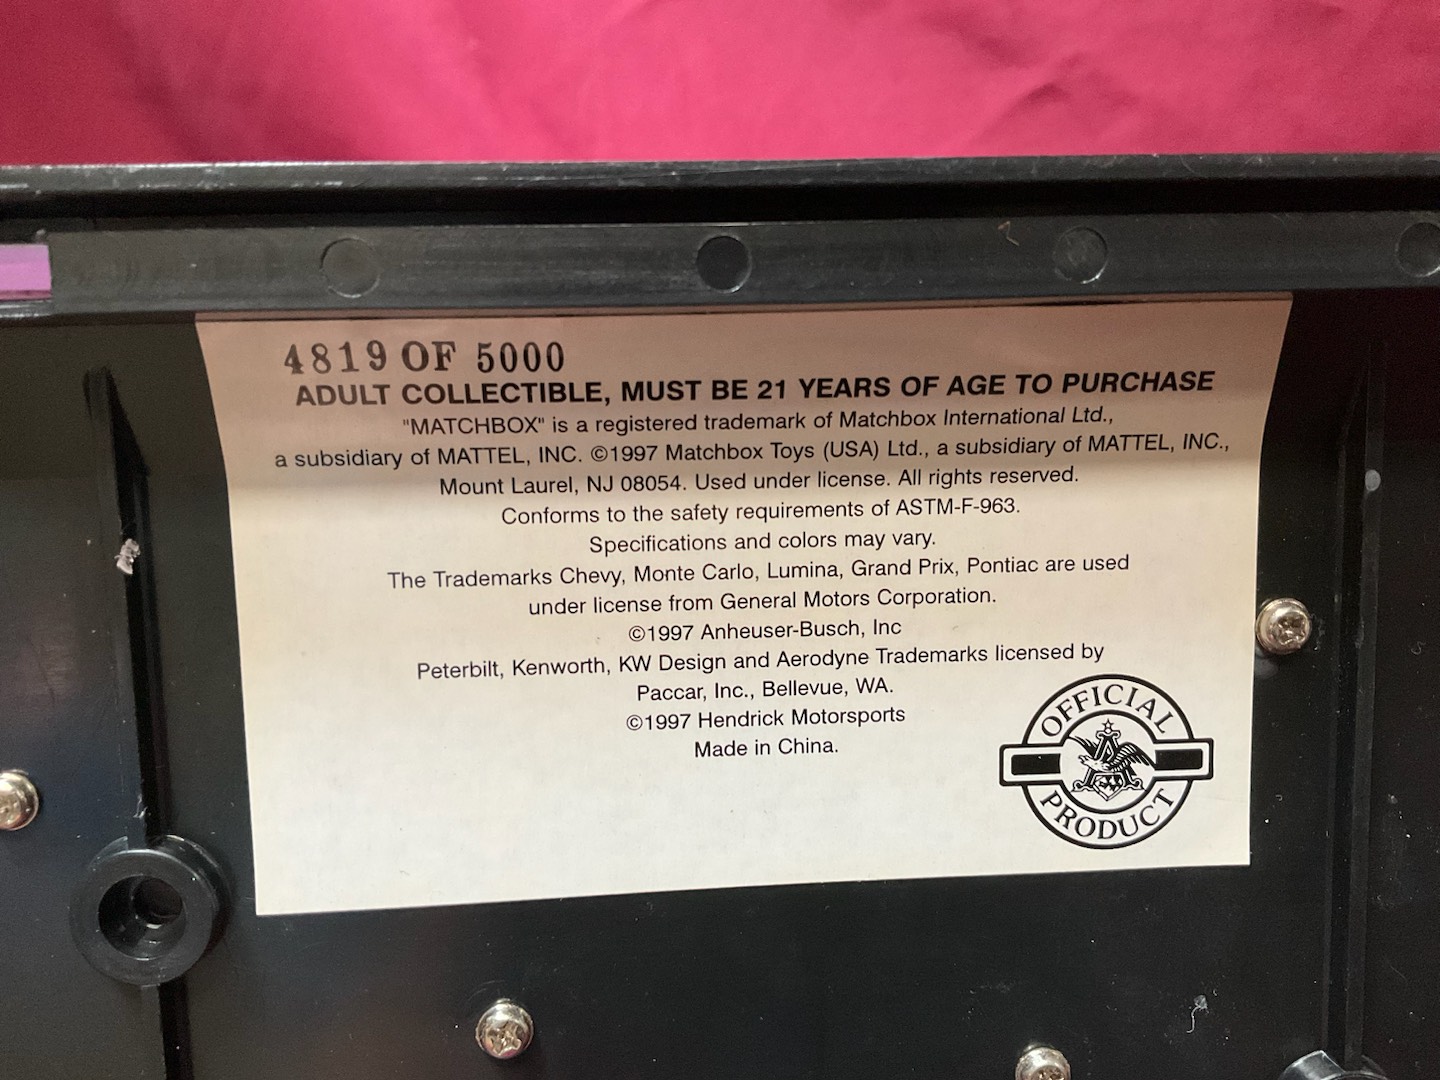 4819 OF 5000
ADULT COLLECTIBLE, MUST BE 21 YEARS OF AGE TO PURCHASE
"MATCHBOX" is a registered trademark of Matchbox International Ltd.,
a subsidiary of MATTEL, INC. ©1997 Matchbox Toys (USA) Ltd., a subsidiary of MATTEL, INC.,
Mount Laurel, NJ 08054. Used under license. All rights reserved.
Conforms to the safety requirements of ASTM-F-963.
Specifications and colors may vary.
The Trademarks Chevy, Monte Carlo, Lumina, Grand Prix, Pontiac are used
under license from General Motors Corporation.
©1997 Anheuser-Busch, Inc
Peterbilt, Kenworth, KW Design and Aerodyne Trademarks licensed by
Paccar, Inc., Bellevue, WA.
©1997 Hendrick Motorsports
Made in China.
OFFICIAL
A
PRODUCT